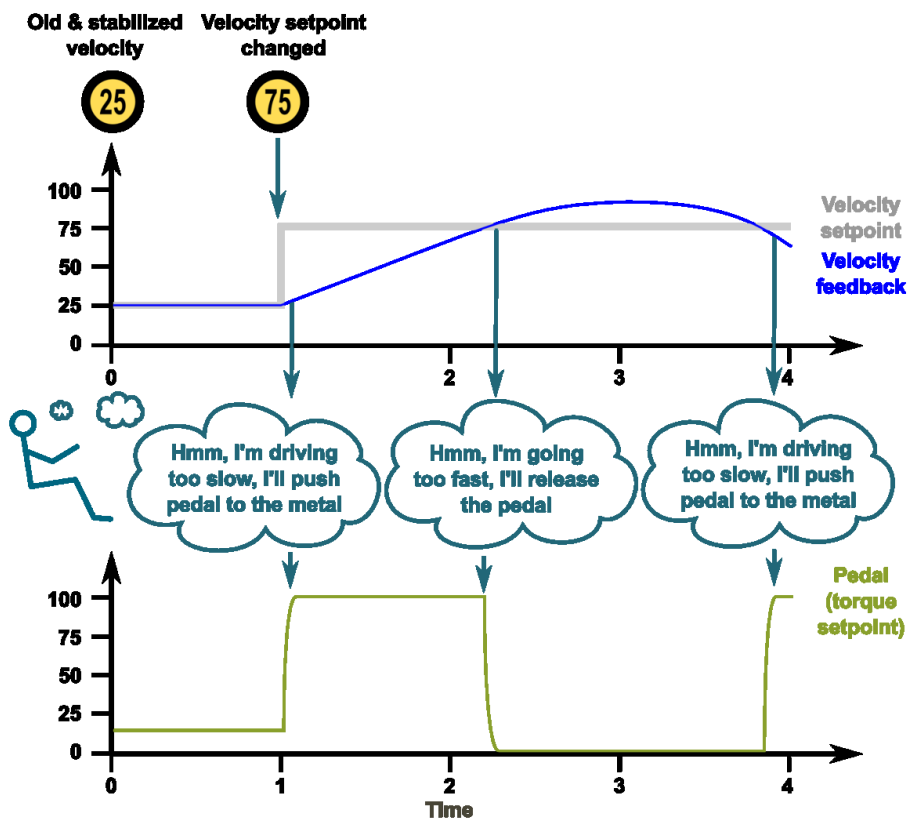 Old & stabilized
velocity
Velocity setpoint
changed
25
75
100
75
50
25
0
Velocity
setpoint
Velocity
feedback
0
2
3
4
Hmm, I'm driving
too slow, I'll push
pedal to the metal
Hmm, I'm going
too fast, I'll release
the pedal
Hmm, I'm driving
too slow, I'll push
pedal to the metal
100
75
50
25
0
Pedal
(torque
setpoint)
0
1
2
3
4
Time